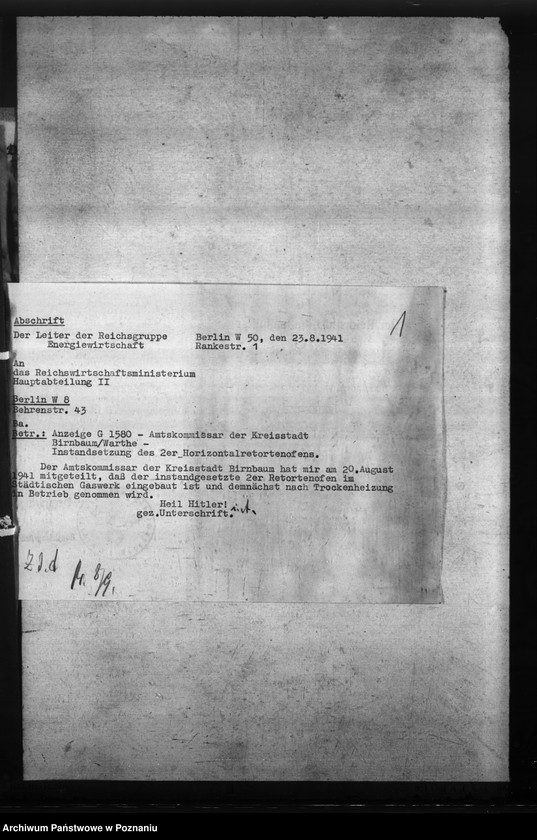 1
Abschrift
Der Leiter der Reichsgruppe
Energiewirtschaft
Berlin W 50, den 23.8.1941
Rankestr. 1
An
das Reichswirtschaftsministerium
Hauptabteilung II
Berlin W 8
Behrenstr. 43
Ba.
Betr.: Anzeige G 1580 - Amtskommissar der Kreisstadt
Birnbaum/Warthe -
Instandsetzung des 2er Horizontalretortenofens.
Der Amtskommissar der Kreisstadt Birnbaum hat mir am 20.August
1941 mitgeteilt, daß der instandgesetzte 2er Retortenofen im
Städtischen Gaswerk eingebaut ist und demnächst nach Trockenheizung
in Betrieb genommen wird.
Heil Hitler!
gez.Unterschrift.
Z.d.d
8/9.
Archiwum Państwowe w Poznaniu